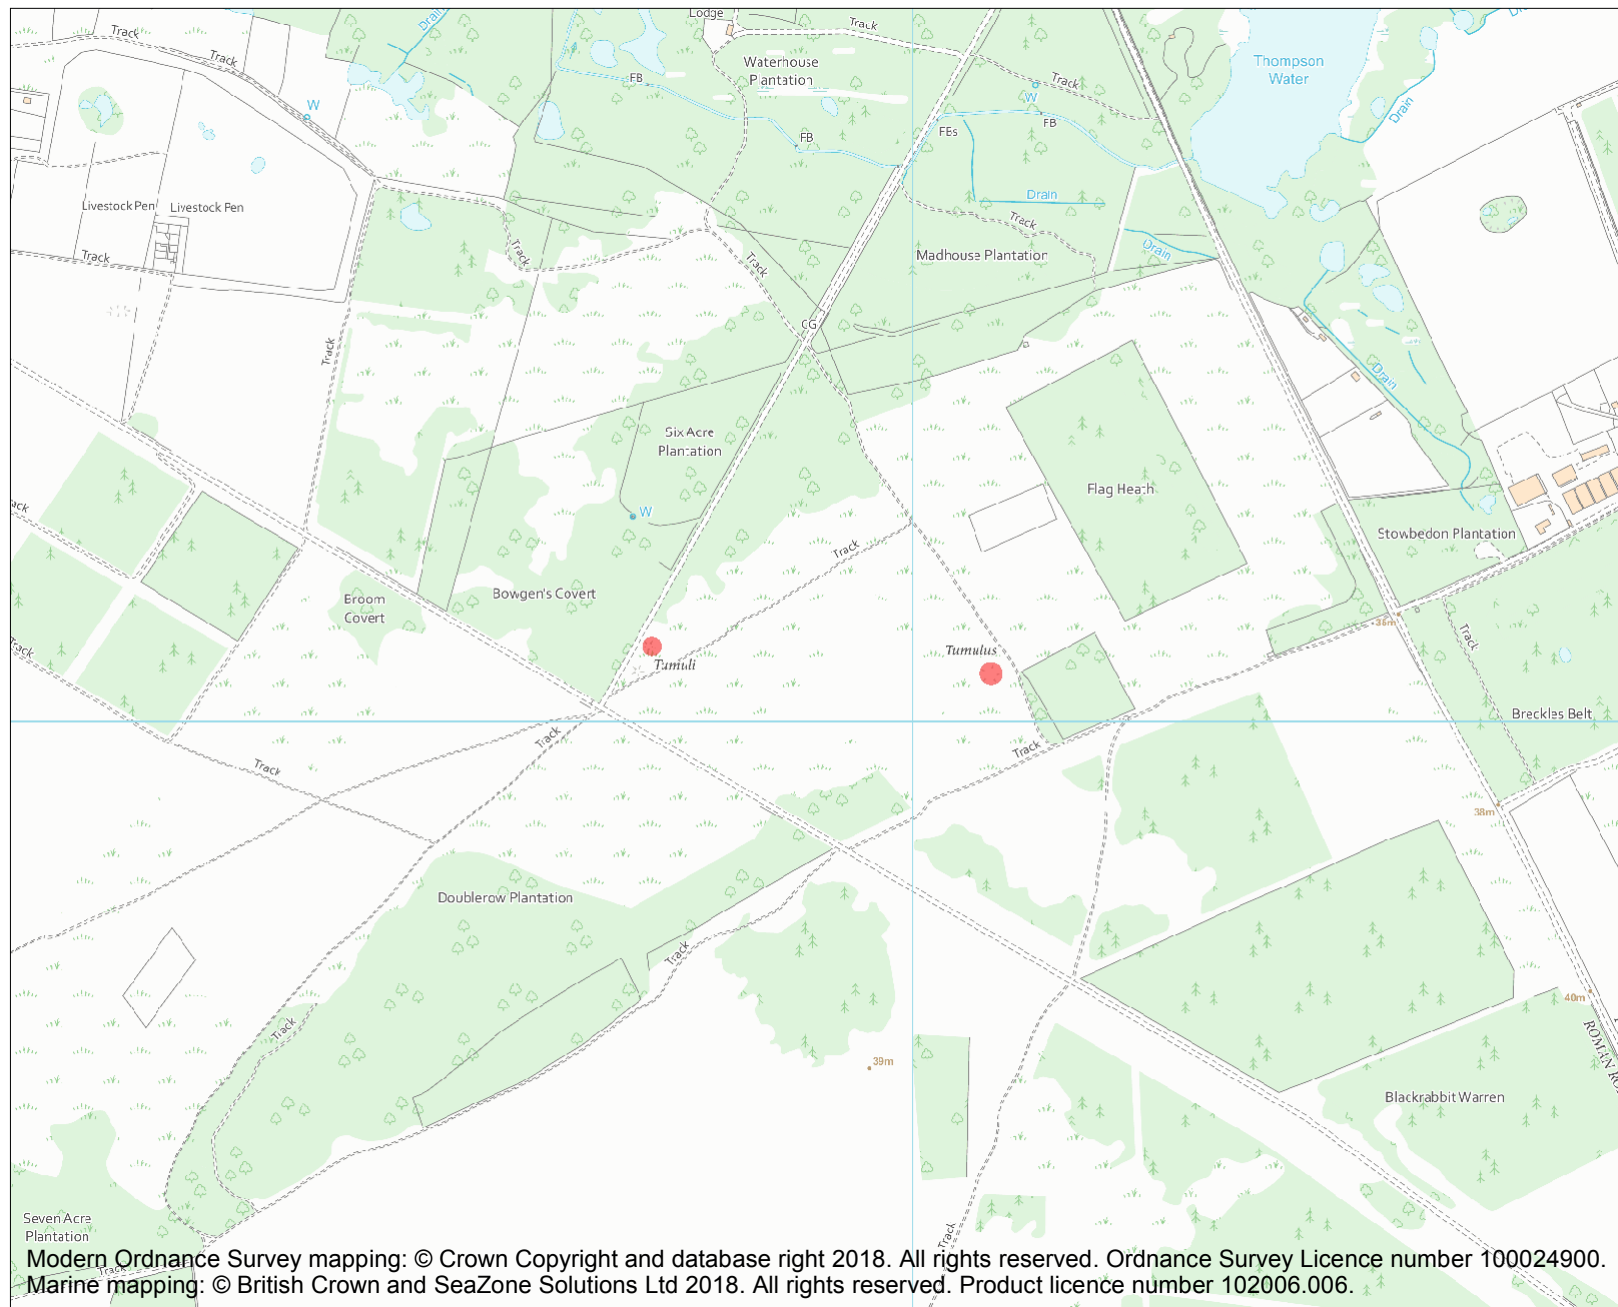 Lodge
Track
Drain
Track
Track
Waterhouse
Plantation
Thompson
Water
FB
Track
W
W
Drain
FB
FBs
FB
Livestock Pen
Livestock Pen
Drain
Track
Track
Track
Drain
Track
Madhouse Plantation
CG
Track
Drain
Six Acre
Plantation
Flag Heath
W
Track
Stowbedon Plantation
Broom
Covert
Bowgen's Covert
36m
Track
Tumuli
Tumulus
Breckles Belt
Track
Track
Track
38m
Doublerow Plantation
Track
40m
Track
ROMAN RO
39m
Blackrabbit Warren
Seven Acre
Plantation
Track
Track
Modern Ordnance Survey mapping: © Crown Copyright and database right 2018. All rights reserved. Ordnance Survey Licence number 100024900.
Marine mapping: © British Crown and SeaZone Solutions Ltd 2018. All rights reserved. Product licence number 102006.006.